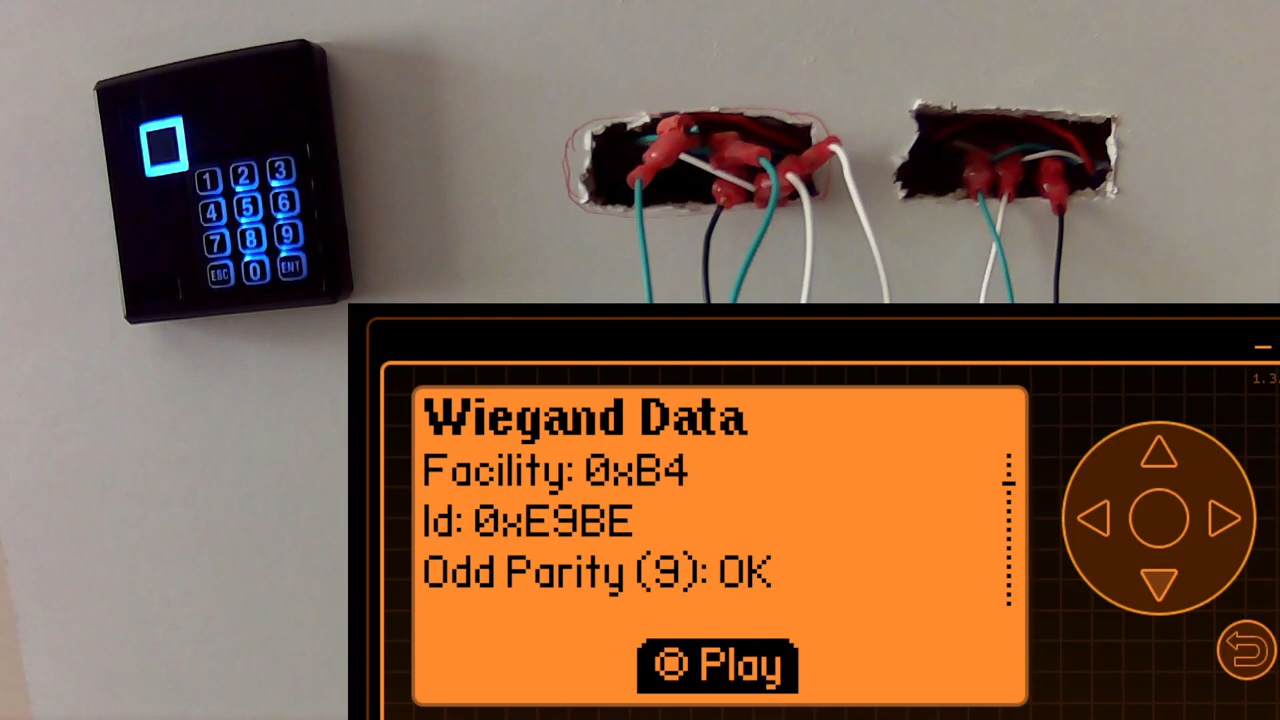 1 2 3
4 5 6
7 8 9
ESC 0 ENT
Wiegand Data
Facility: 0xB4
Id: 0xE9BE
Odd Parity (9): OK
Play